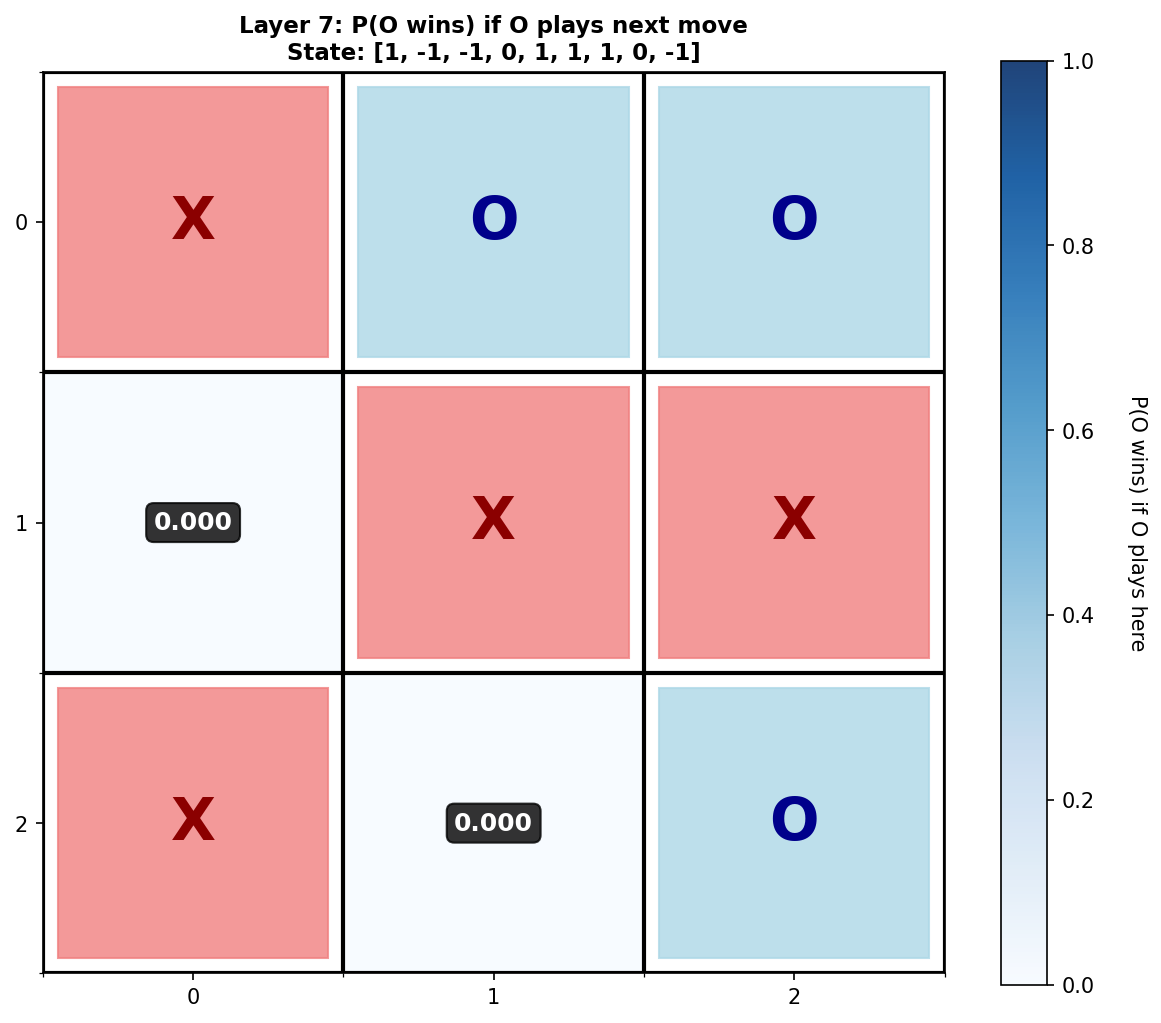 Layer 7: P(O wins) if O plays next move
State: [1, -1, -1, 0, 1, 1, 1, 0, -1]
1.0
0.8
0.6
0.4
0.2
0.0
P(O wins) if O plays here
0
X
O
O
1
0.000
X
X
2
X
0.000
O
0
1
2